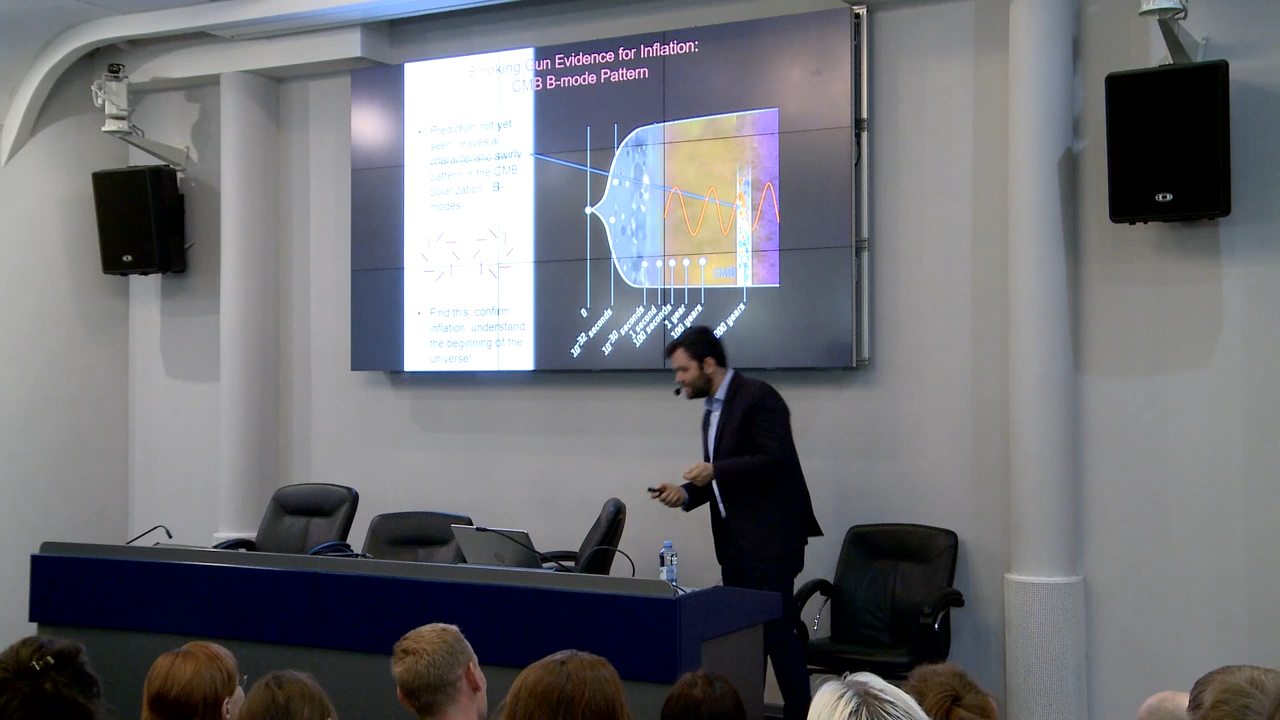 Smoking Gun Evidence for Inflation:
CMB B-mode Pattern
• Prediction not yet
seen: leaves a
characteristic swirly
pattern in the CMB
polarization: B-
modes
• Find this: confirm
inflation, understand
the beginning of the
universe!
CMB
0
10⁻³² seconds
10⁻³⁰ seconds
1 second
100 seconds
1 year
100 years